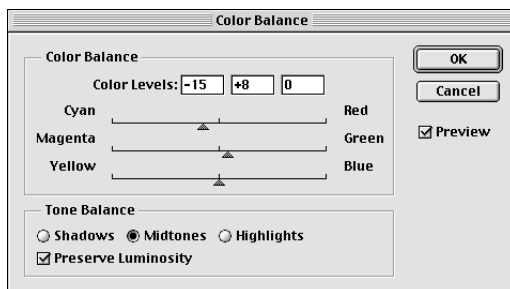 Color Balance
Color Balance
Color Levels: -15 +8 0
Cyan Red
Magenta Green
Yellow Blue
OK
Cancel
Preview
Tone Balance
Shadows Midtones Highlights
Preserve Luminosity